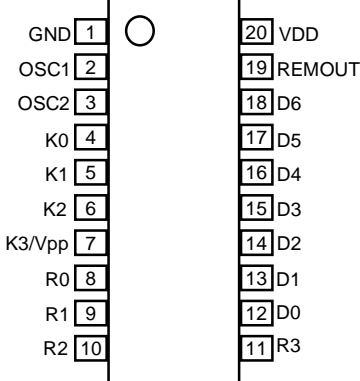 GND 1 20 VDD
OSC1 2 19 REMOUT
OSC2 3 18 D6
K0 4 17 D5
K1 5 16 D4
K2 6 15 D3
K3/Vpp 7 14 D2
R0 8 13 D1
R1 9 12 D0
R2 10 11 R3